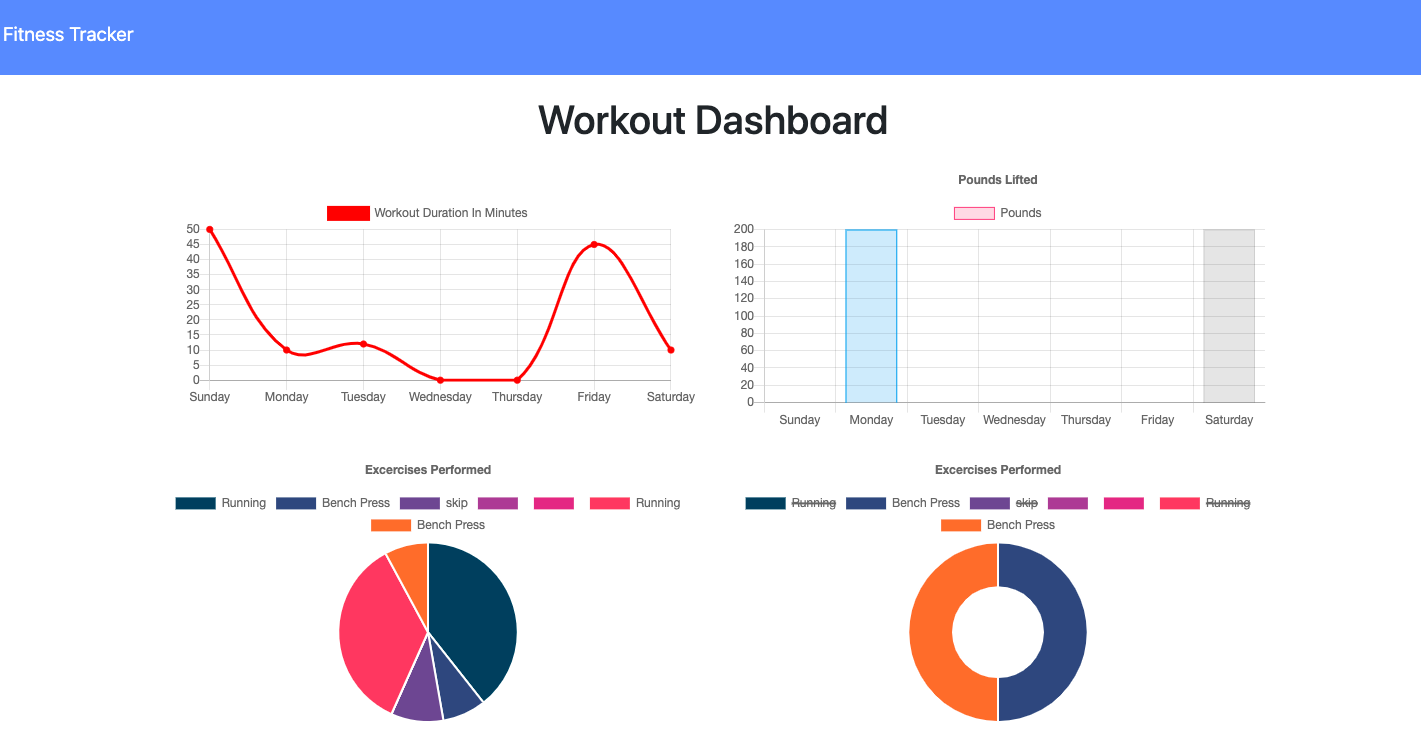 Fitness Tracker
Workout Dashboard
Workout Duration In Minutes
50
45
40
35
30
25
20
15
10
5
0
Sunday Monday Tuesday Wednesday Thursday Friday Saturday
Pounds Lifted
Pounds
200
180
160
140
120
100
80
60
40
20
0
Sunday Monday Tuesday Wednesday Thursday Friday Saturday
Excercises Performed
Running Bench Press skip Running
Bench Press
Excercises Performed
Running Bench Press skip Running
Bench Press